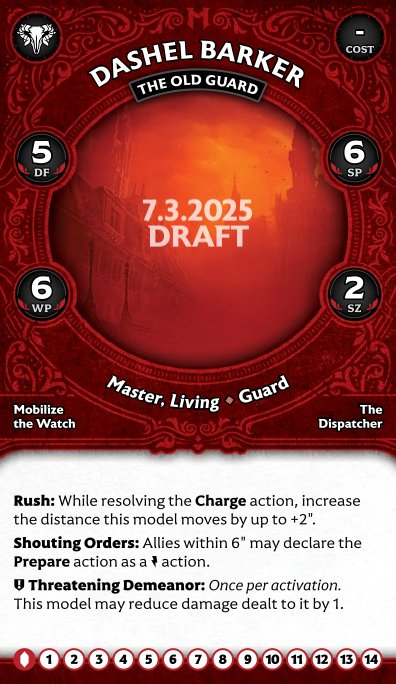 -
COST
DASHEL BARKER
THE OLD GUARD
5
DF
6
SP
7.3.2025
DRAFT
6
WP
2
SZ
Master, Living • Guard
Mobilize
the Watch
The
Dispatcher
Rush: While resolving the Charge action, increase
the distance this model moves by up to +2".
Shouting Orders: Allies within 6" may declare the
Prepare action as a action.
Threatening Demeanor: Once per activation.
This model may reduce damage dealt to it by 1.
1 2 3 4 5 6 7 8 9 10 11 12 13 14